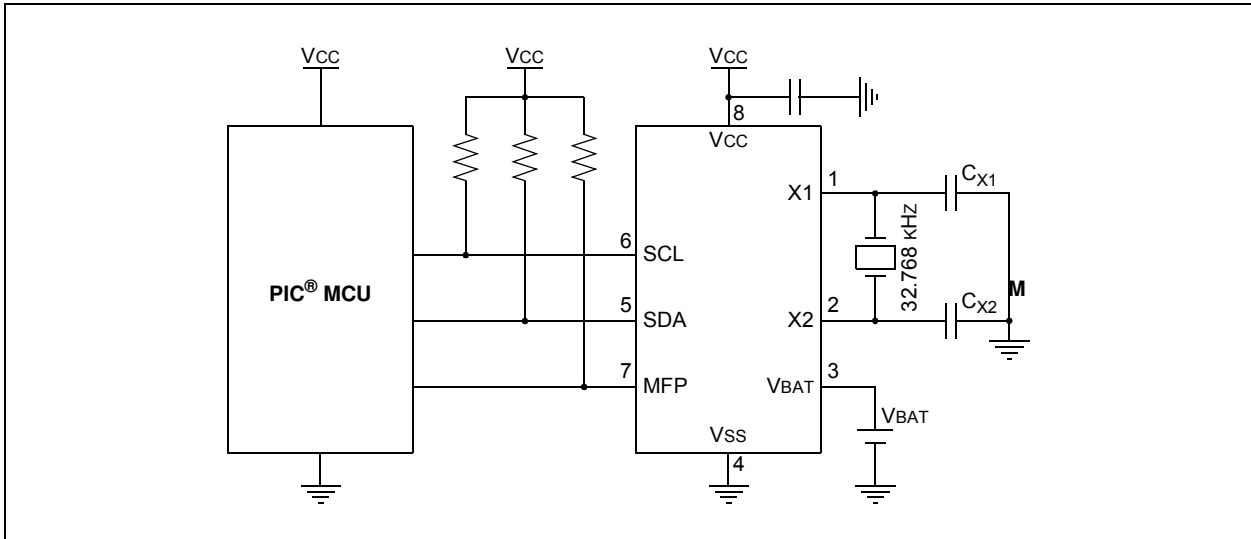 VCC
VCC
VCC
8
VCC
1
X1
CX1
32.768 кHz
6
SCL
PIC® MCU
M
5
SDA
2
X2
CX2
7
MFP
3
VBAT
VBAT
VSS
4